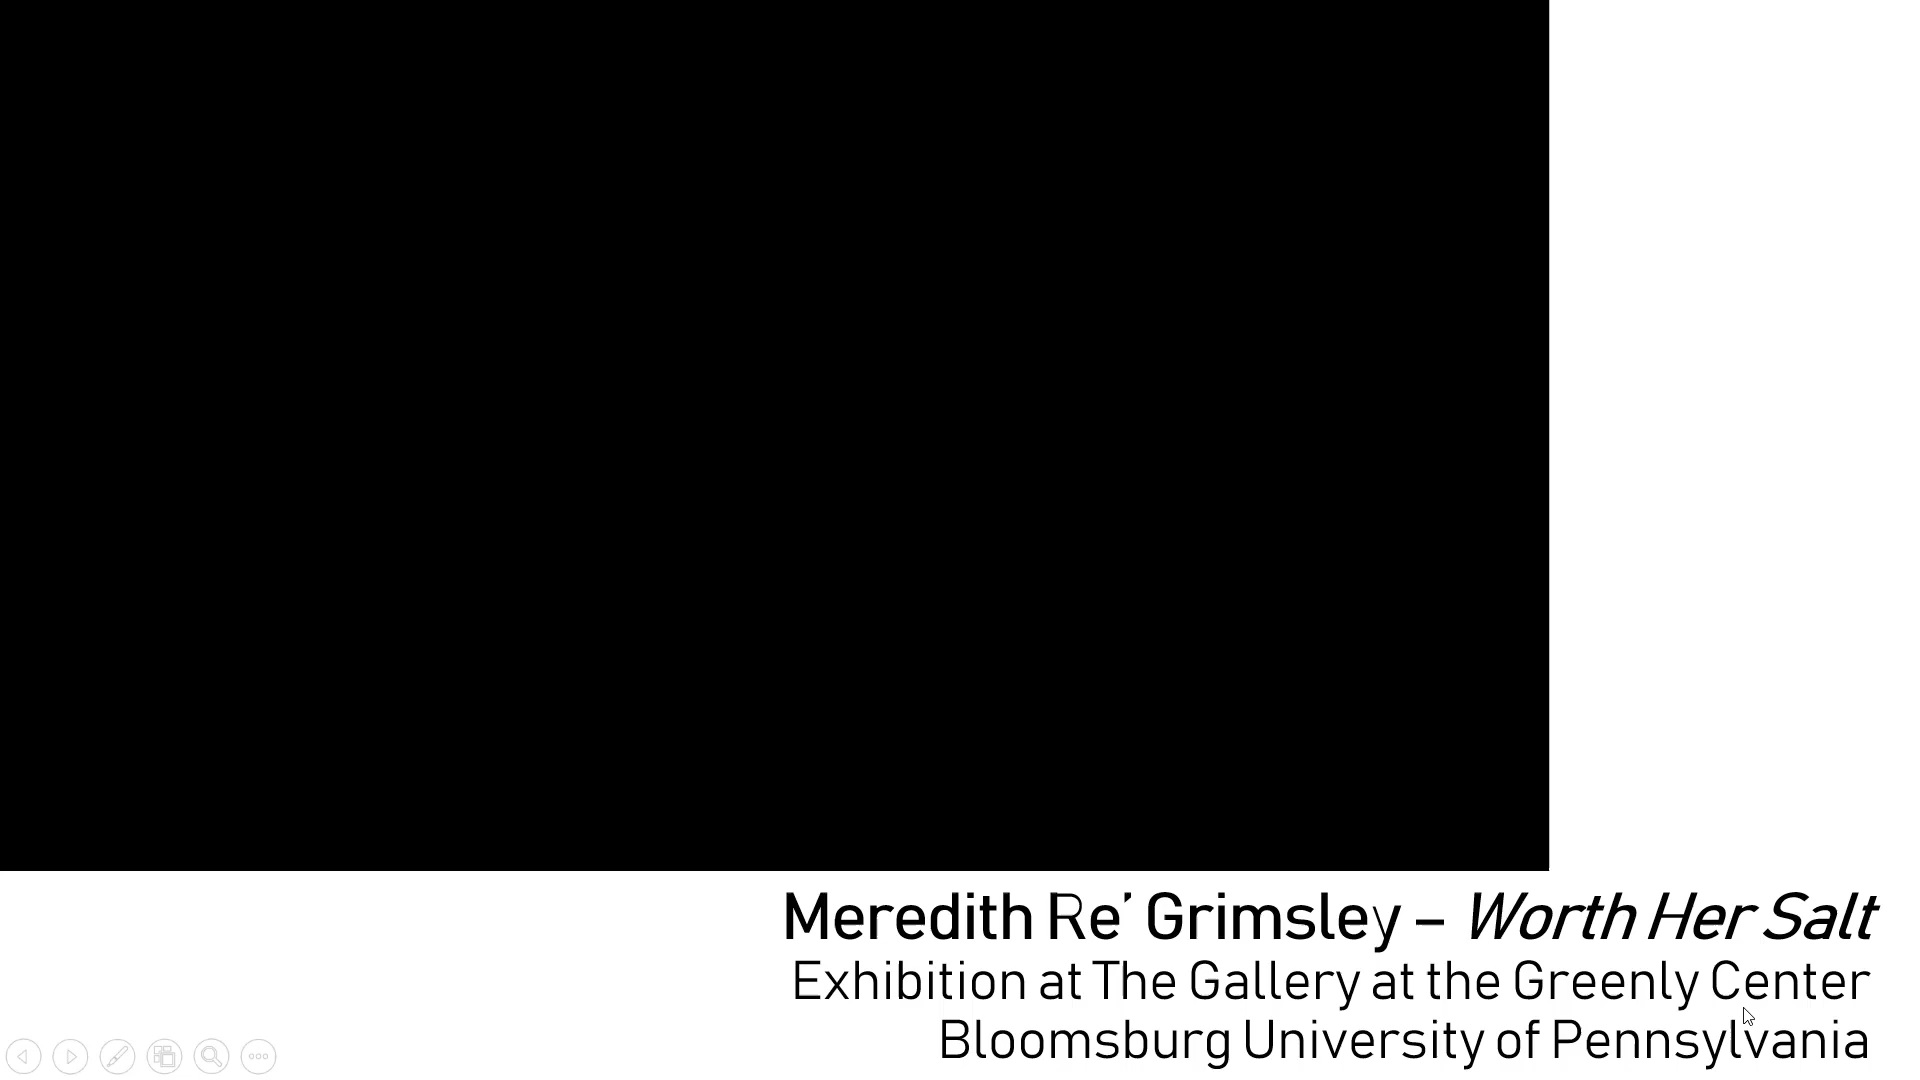 Meredith Re’ Grimsley – Worth Her Salt
Exhibition at The Gallery at the Greenly Center
Bloomsburg University of Pennsylvania